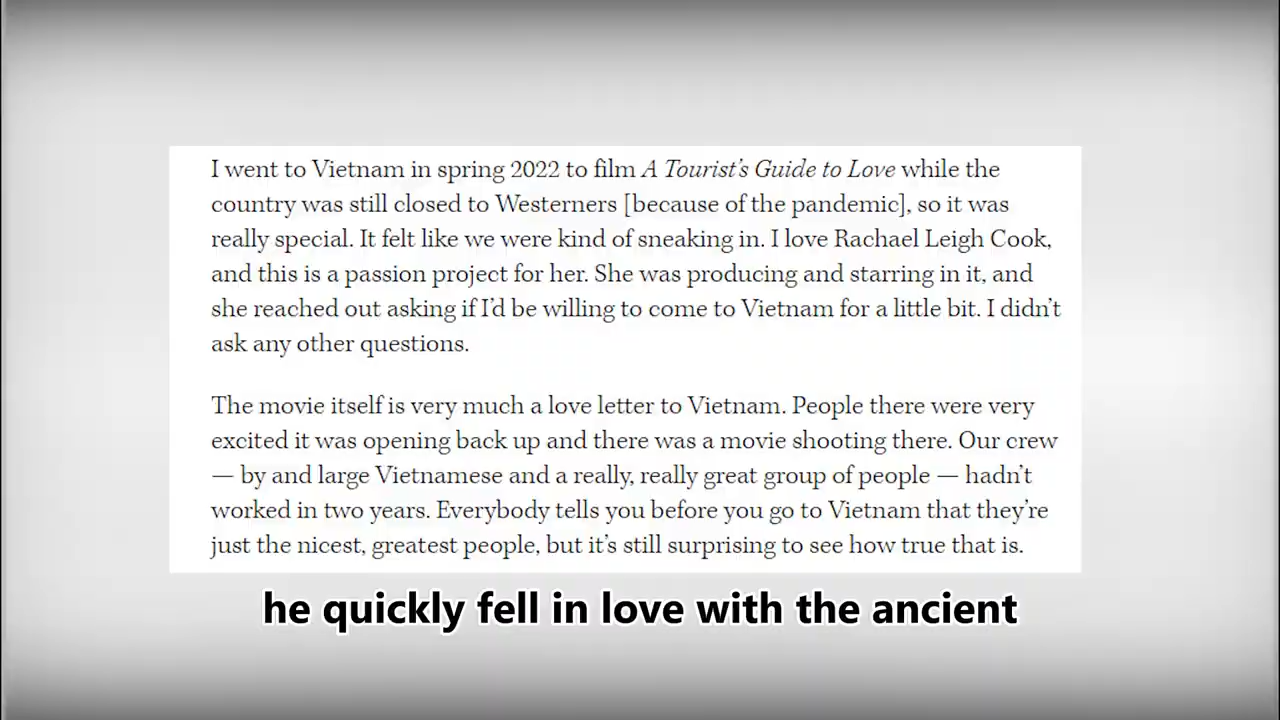 I went to Vietnam in spring 2022 to film A Tourist's Guide to Love while the
country was still closed to Westerners [because of the pandemic], so it was
really special. It felt like we were kind of sneaking in. I love Rachael Leigh Cook,
and this is a passion project for her. She was producing and starring in it, and
she reached out asking if I'd be willing to come to Vietnam for a little bit. I didn't
ask any other questions.
The movie itself is very much a love letter to Vietnam. People there were very
excited it was opening back up and there was a movie shooting there. Our crew
— by and large Vietnamese and a really, really great group of people — hadn't
worked in two years. Everybody tells you before you go to Vietnam that they're
just the nicest, greatest people, but it's still surprising to see how true that is.
he quickly fell in love with the ancient